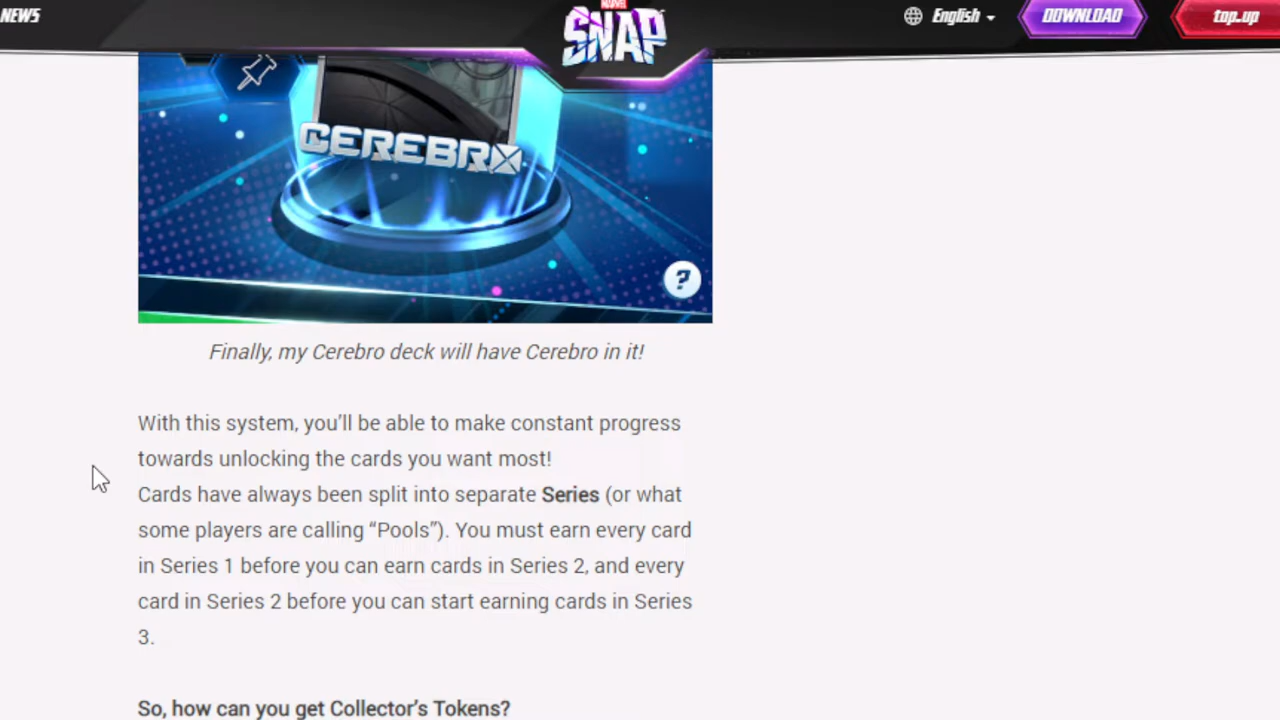 NEWS
MARVEL
SNAP
English
DOWNLOAD
top-up
CEREBRO
?
Finally, my Cerebro deck will have Cerebro in it!
With this system, you'll be able to make constant progress
towards unlocking the cards you want most!
Cards have always been split into separate Series (or what
some players are calling “Pools”). You must earn every card
in Series 1 before you can earn cards in Series 2, and every
card in Series 2 before you can start earning cards in Series
3.
So, how can you get Collector's Tokens?